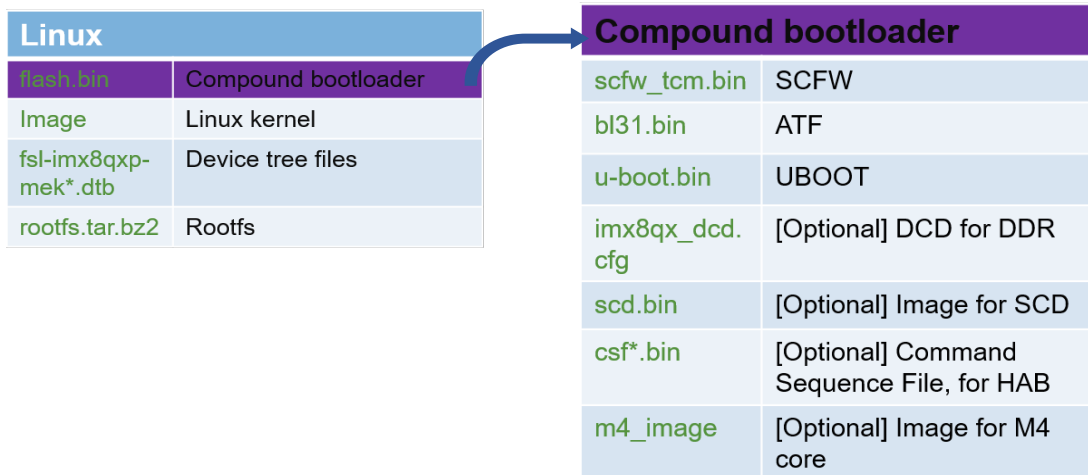 Linux
flash.bin Compound bootloader
Image Linux kernel
fsl-imx8qxp- Device tree files
mek*.dtb
rootfs.tar.bz2 Rootfs
Compound bootloader
scfw_tcm.bin SCFW
bl31.bin ATF
u-boot.bin UBOOT
imx8qx_dcd. [Optional] DCD for DDR
cfg
scd.bin [Optional] Image for SCD
csf*.bin [Optional] Command
Sequence File, for HAB
m4_image [Optional] Image for M4
core